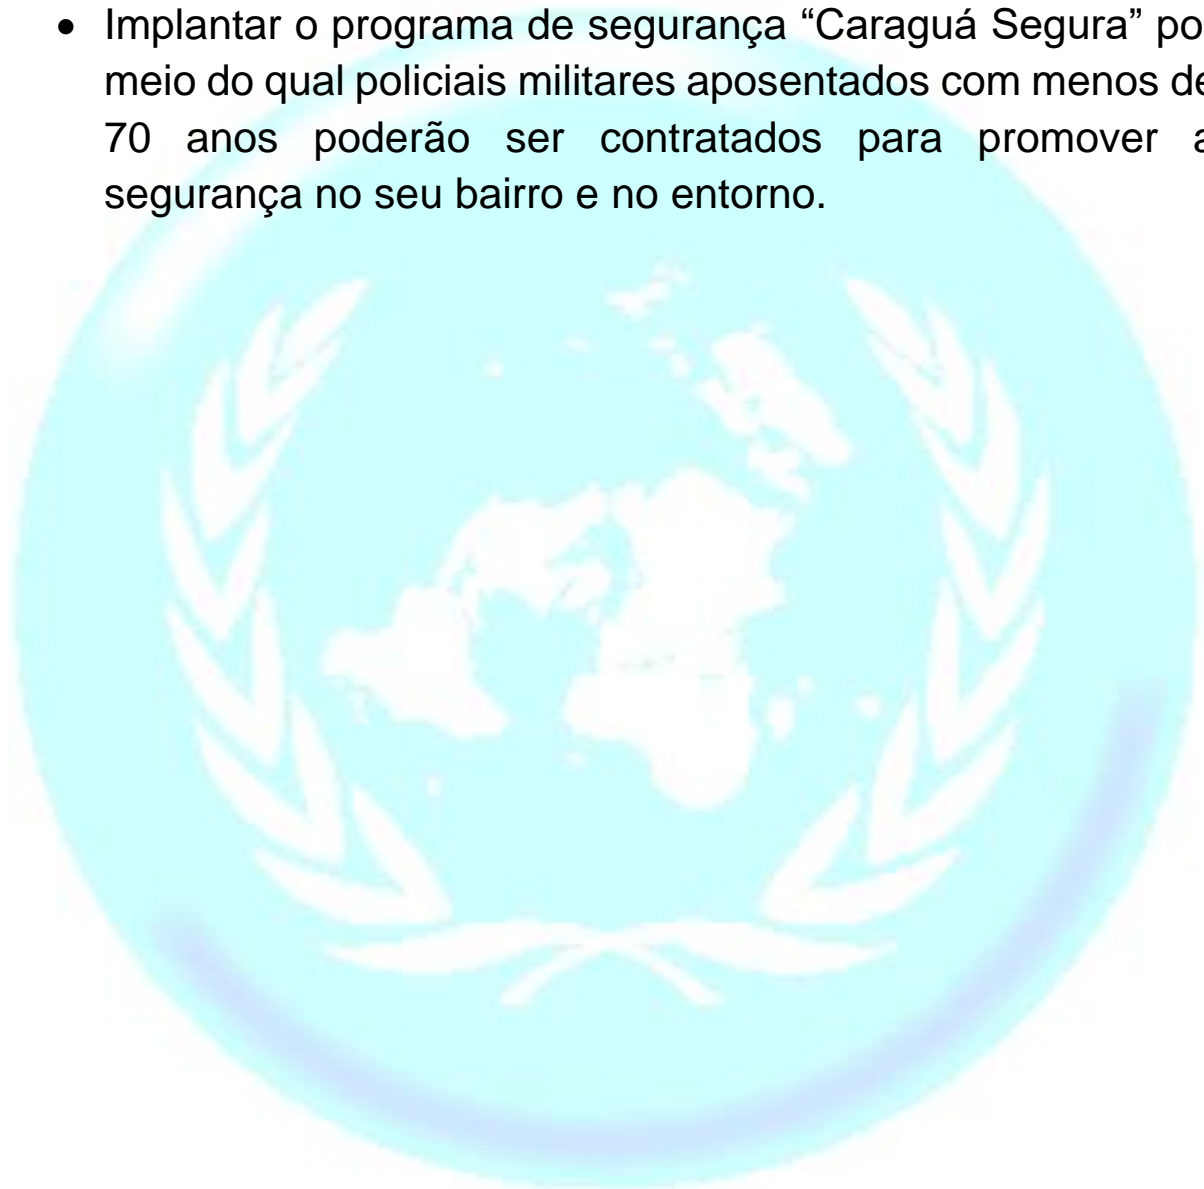 • Implantar o programa de segurança “Caraguá Segura” po
meio do qual policiais militares aposentados com menos de
70 anos poderão ser contratados para promover a
segurança no seu bairro e no entorno.